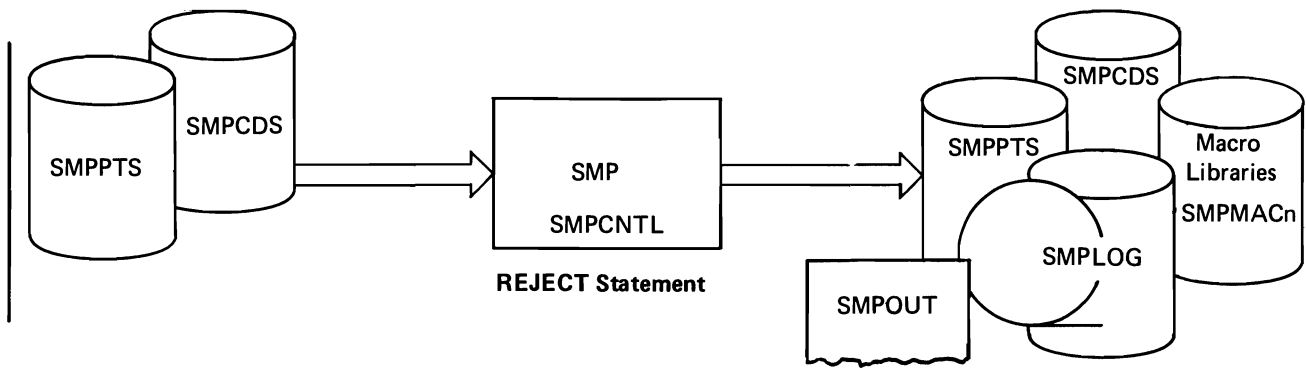 SMPPTS
SMPCDS
SMP
SMPCNTL
REJECT Statement
SMPCDS
SMPPTS
Macro
Libraries
SMPMACn
SMPLOG
SMPOUT